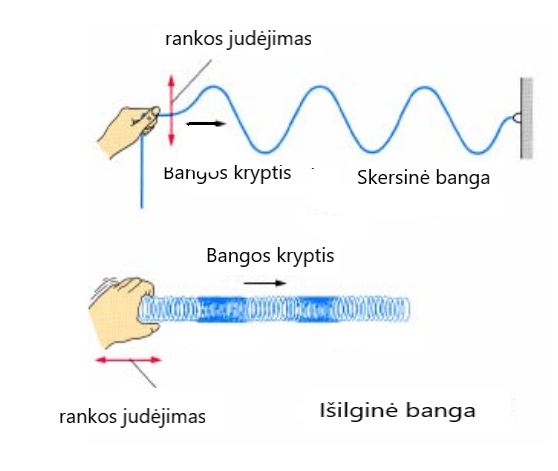 rankos judėjimas
Bangos kryptis
Skersinė banga
Bangos kryptis
rankos judėjimas
Išilginė banga